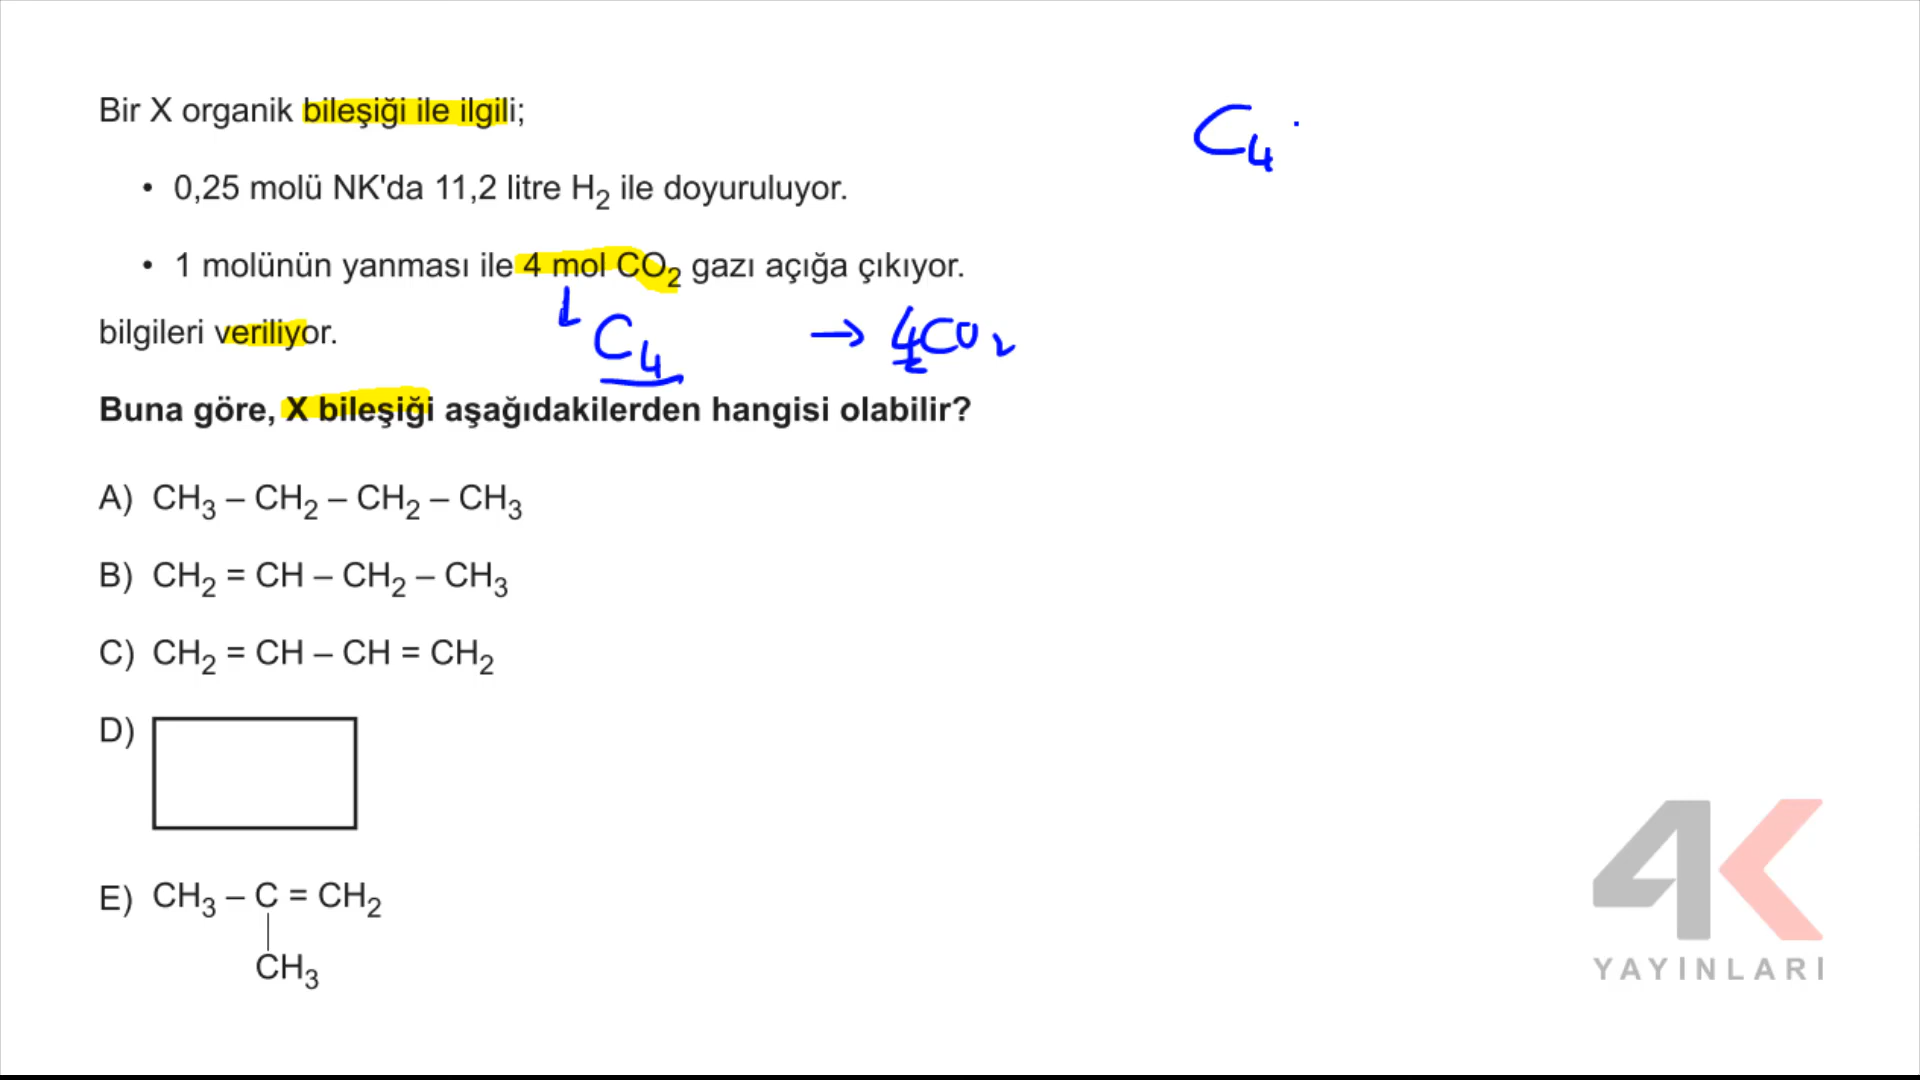 Bir X organik bileşiği ile ilgili;
C4
• 0,25 molü NK'da 11,2 litre H2 ile doyuruluyor.
• 1 molünün yanması ile 4 mol CO2 gazı açığa çıkıyor.
bilgileri veriliyor.
C4 → 4CO2
Buna göre, X bileşiği aşağıdakilerden hangisi olabilir?
A) CH3 – CH2 – CH2 – CH3
B) CH2 = CH – CH2 – CH3
C) CH2 = CH – CH = CH2
D)
E) CH3 – C = CH2
CH3
4K
YAYINLARI